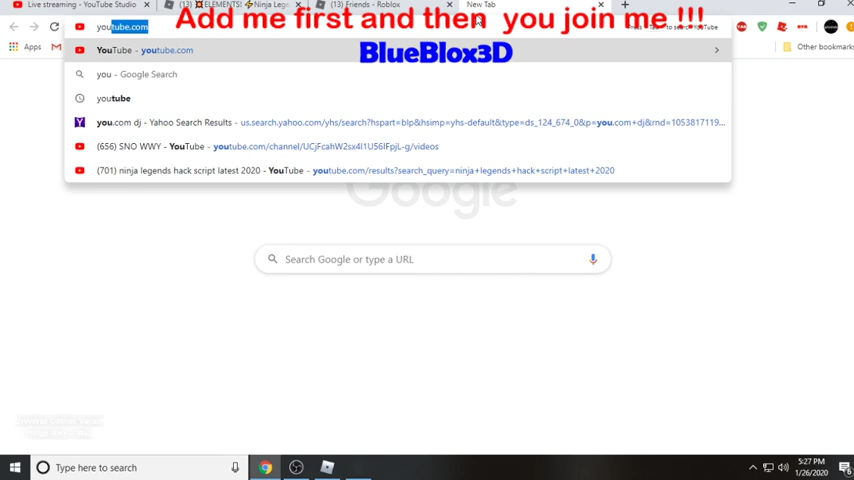 Live streaming - YouTube Studio
(13) 💥ELEMENTS! ⚡Ninja Lege
(13) Friends - Roblox
New Tab
Add me first and then you join me !!!
BlueBlox3D
youtube.com
to search YouTube
YouTube - youtube.com
Apps
Other bookmarks
you - Google Search
youtube
you.com dj - Yahoo Search Results - us.search.yahoo.com/yhs/search?hspart=blp&hsimp=yhs-default&type=ds_124_674_0&p=you.com+dj&rnd=1053817119...
(656) SNO WWY - YouTube - youtube.com/channel/UCjFcahW2sx4I1U56IFpjL-g/videos
(701) ninja legends hack script latest 2020 - YouTube - youtube.com/results?search_query=ninja+legends+hack+script+latest+2020
Google
Search Google or type a URL
Type here to search
5:27 PM
1/26/2020
6